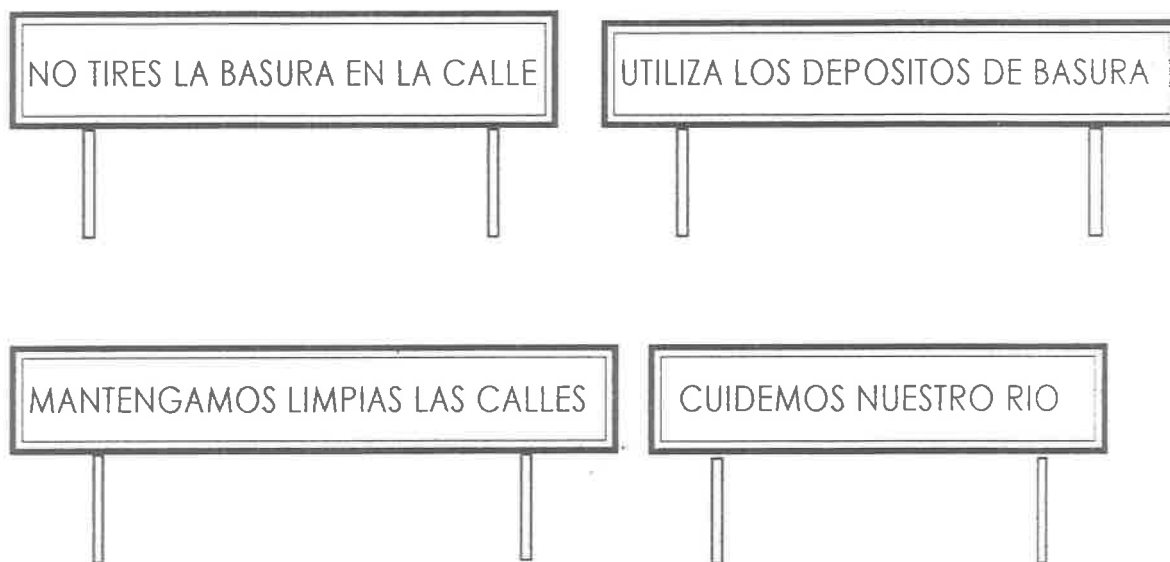 NO TIRES LA BASURA EN LA CALLE
UTILIZA LOS DEPOSITOS DE BASURA
MANTENGAMOS LIMPIAS LAS CALLES
CUIDEMOS NUESTRO RIO